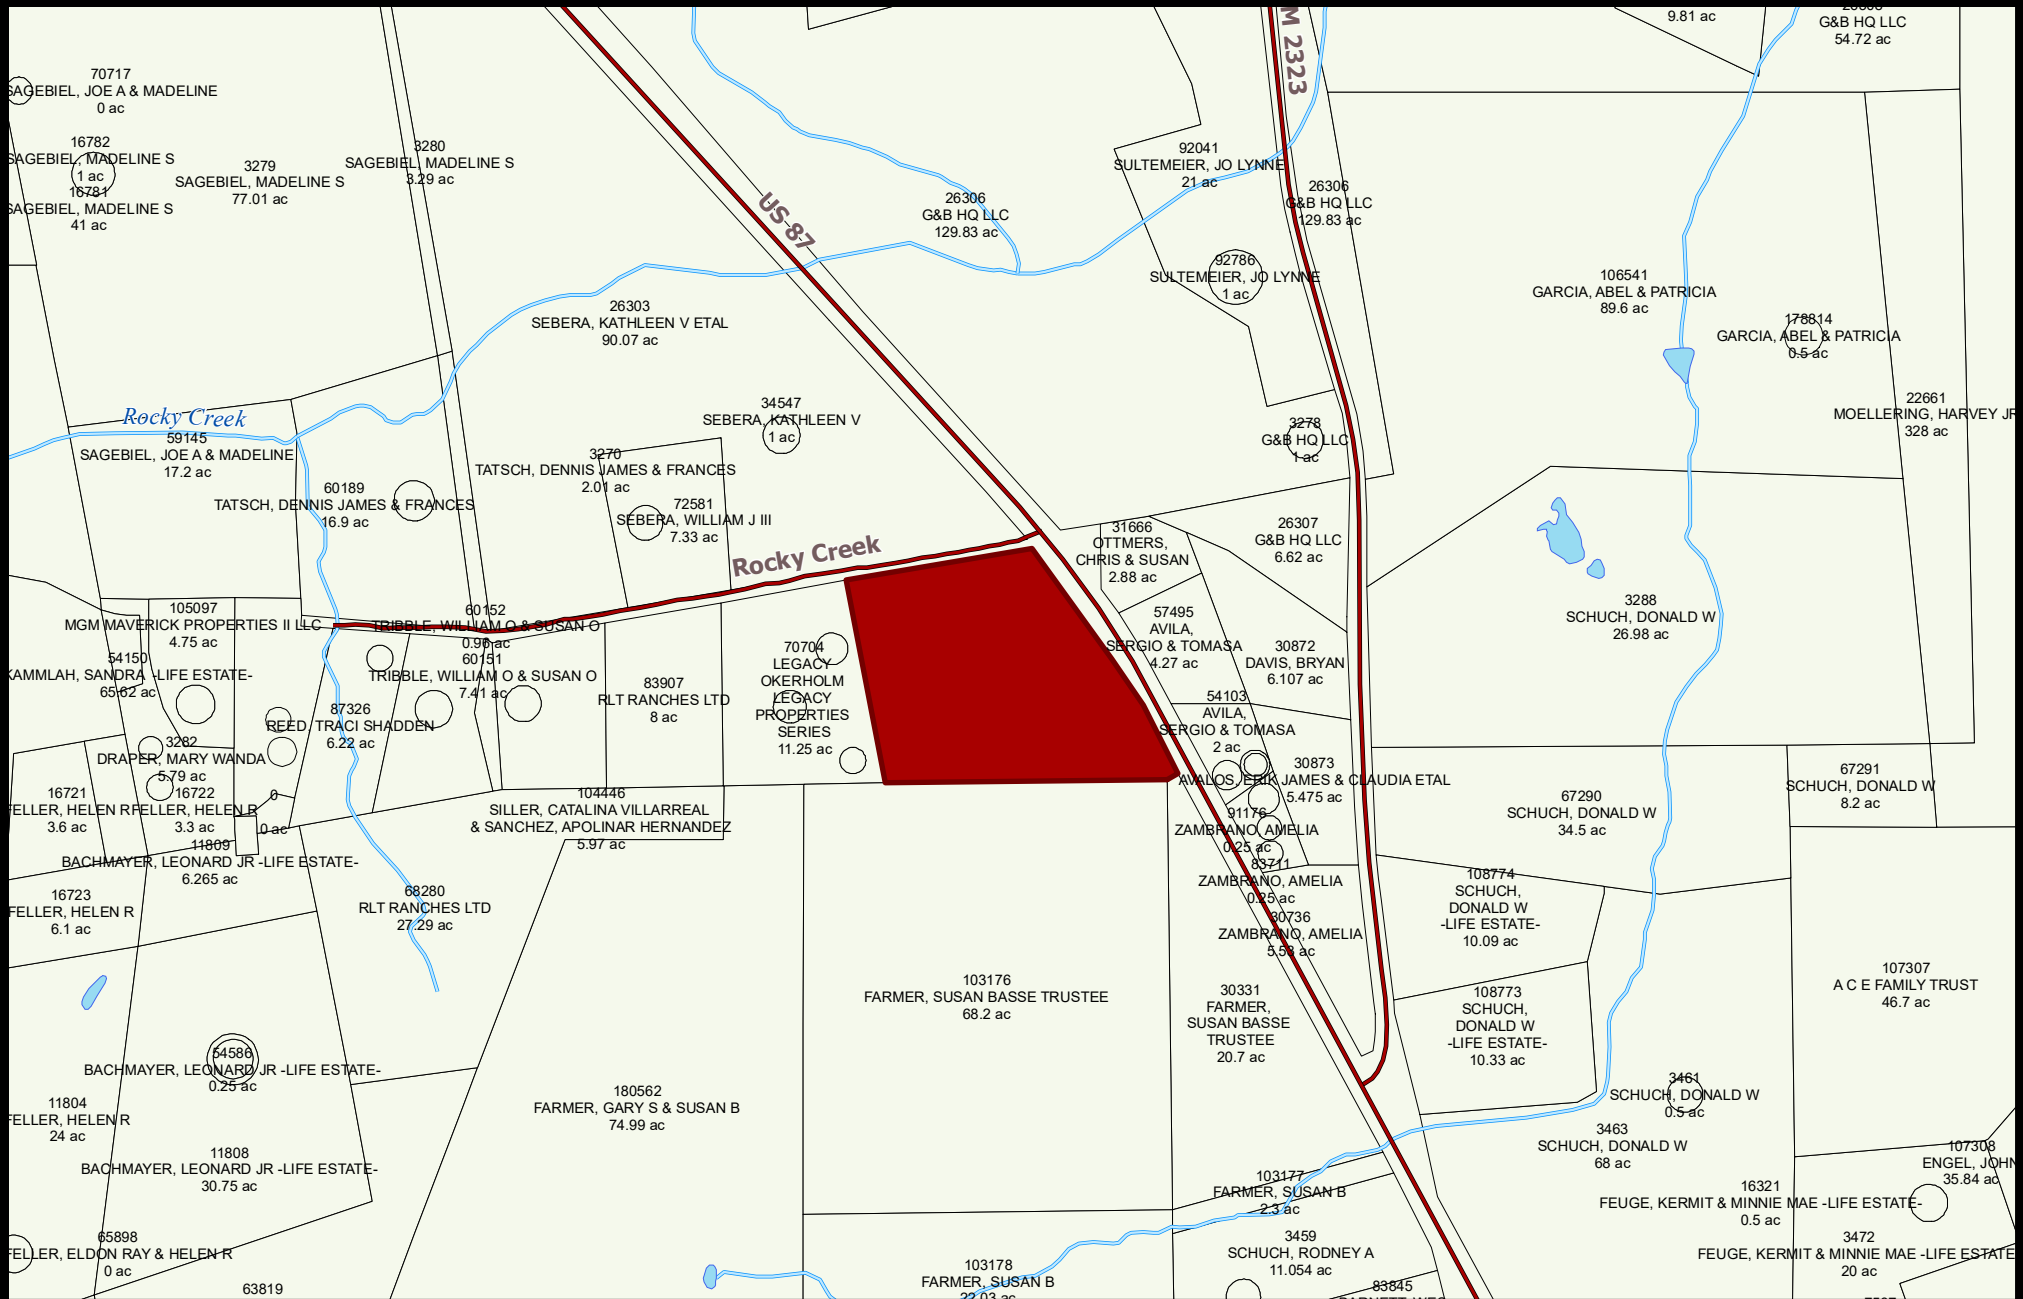 9.81 ac
G&B HQ LLC
54.72 ac
M 2323
70717
SAGEBIEL, JOE A & MADELINE
0 ac
16782
SAGEBIEL, MADELINE S
1 ac
16781
SAGEBIEL, MADELINE S
41 ac
3279
SAGEBIEL, MADELINE S
77.01 ac
3280
SAGEBIEL, MADELINE S
3.29 ac
US 87
26306
G&B HQ LLC
129.83 ac
92041
SULTEMEIER, JO LYNNE
21 ac
26306
G&B HQ LLC
129.83 ac
92786
SULTEMEIER, JO LYNNE
1 ac
106541
GARCIA, ABEL & PATRICIA
89.6 ac
178814
GARCIA, ABEL & PATRICIA
0.5 ac
26303
SEBERA, KATHLEEN V ETAL
90.07 ac
34547
SEBERA, KATHLEEN V
1 ac
22661
MOELLERING, HARVEY JR
328 ac
Rocky Creek
59145
SAGEBIEL, JOE A & MADELINE
17.2 ac
3278
G&B HQ LLC
1 ac
3270
TATSCH, DENNIS JAMES & FRANCES
2.01 ac
60189
TATSCH, DENNIS JAMES & FRANCES
16.9 ac
72581
SEBERA, WILLIAM J III
7.33 ac
Rocky Creek
31666
OTTMERS,
CHRIS & SUSAN
2.88 ac
26307
G&B HQ LLC
6.62 ac
3288
SCHUCH, DONALD W
26.98 ac
105097
MGM MAVERICK PROPERTIES II LLC
4.75 ac
60152
TRIBBLE, WILLIAM O & SUSAN O
0.96 ac
60151
TRIBBLE, WILLIAM O & SUSAN O
7.41 ac
57495
AVILA,
SERGIO & TOMASA
4.27 ac
30872
DAVIS, BRYAN
6.107 ac
54150
KAMMLAH, SANDRA -LIFE ESTATE-
65.62 ac
70704
LEGACY
OKERHOLM
LEGACY
PROPERTIES
SERIES
11.25 ac
83907
RLT RANCHES LTD
8 ac
87326
REED, TRACI SHADDEN
6.22 ac
54103
AVILA,
SERGIO & TOMASA
2 ac
3282
DRAPER, MARY WANDA
5.79 ac
30873
AVALOS, ERIK JAMES & CLAUDIA ETAL
5.475 ac
67291
SCHUCH, DONALD W
8.2 ac
67290
SCHUCH, DONALD W
34.5 ac
16721
FELLER, HELEN R
3.6 ac
16722
FELLER, HELEN R
3.3 ac
0
0 ac
104446
SILLER, CATALINA VILLARREAL
& SANCHEZ, APOLINAR HERNANDEZ
5.97 ac
91176
ZAMBRANO, AMELIA
0.25 ac
11809
BACHMAYER, LEONARD JR -LIFE ESTATE-
6.265 ac
83711
ZAMBRANO, AMELIA
0.25 ac
16723
FELLER, HELEN R
6.1 ac
68280
RLT RANCHES LTD
27.29 ac
30736
ZAMBRANO, AMELIA
5.53 ac
108774
SCHUCH,
DONALD W
-LIFE ESTATE-
10.09 ac
103176
FARMER, SUSAN BASSE TRUSTEE
68.2 ac
30331
FARMER,
SUSAN BASSE
TRUSTEE
20.7 ac
107307
A C E FAMILY TRUST
46.7 ac
108773
SCHUCH,
DONALD W
-LIFE ESTATE-
10.33 ac
54586
BACHMAYER, LEONARD JR -LIFE ESTATE-
0.25 ac
11804
FELLER, HELEN R
24 ac
180562
FARMER, GARY S & SUSAN B
74.99 ac
3461
SCHUCH, DONALD W
0.5 ac
3463
SCHUCH, DONALD W
68 ac
11808
BACHMAYER, LEONARD JR -LIFE ESTATE-
30.75 ac
107308
ENGEL, JOHN
35.84 ac
103177
FARMER, SUSAN B
2.3 ac
16321
FEUGE, KERMIT & MINNIE MAE -LIFE ESTATE-
0.5 ac
65898
FELLER, ELDON RAY & HELEN R
0 ac
3459
SCHUCH, RODNEY A
11.054 ac
3472
FEUGE, KERMIT & MINNIE MAE -LIFE ESTATE
20 ac
63819
103178
FARMER, SUSAN B
22.03 ac
83845